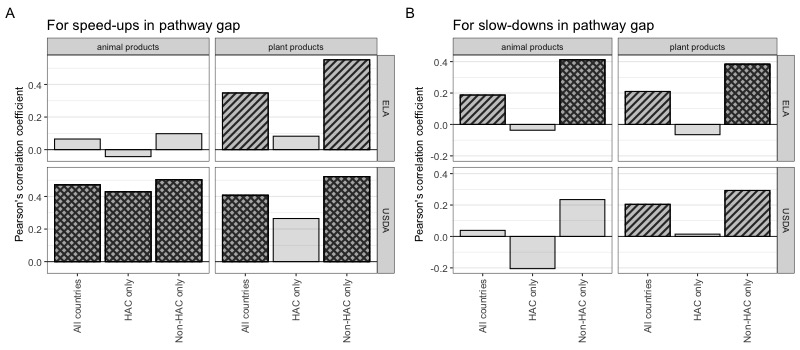 A
For speed-ups in pathway gap
animal products
plant products
Pearson's correlation coefficient
0.4
0.2
0.0
ELA
0.4
0.2
0.0
USDA
All countries
HAC only
Non-HAC only
All countries
HAC only
Non-HAC only
B
For slow-downs in pathway gap
animal products
plant products
Pearson's correlation coefficient
0.4
0.2
0.0
-0.2
ELA
0.4
0.2
0.0
-0.2
USDA
All countries
HAC only
Non-HAC only
All countries
HAC only
Non-HAC only